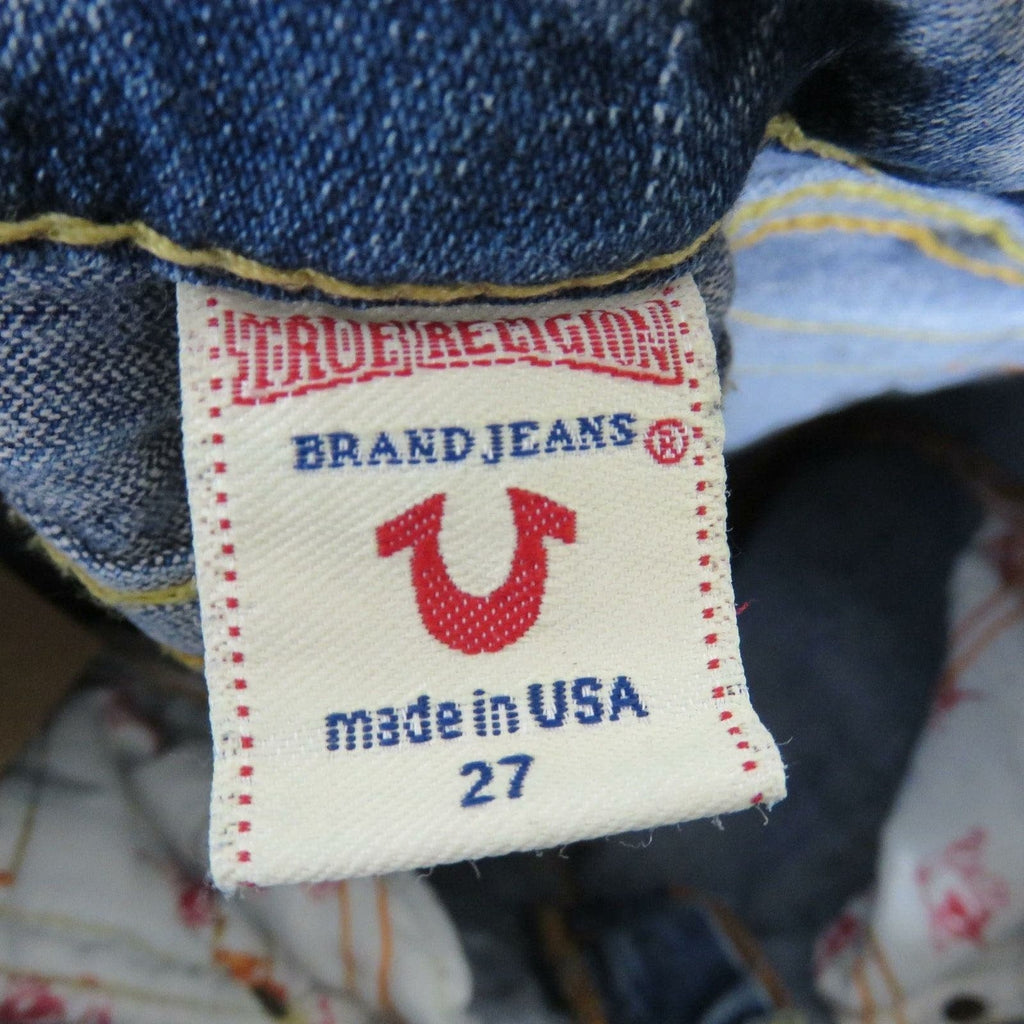 TRUE RELIGION
BRAND JEANS ®
made in USA
27